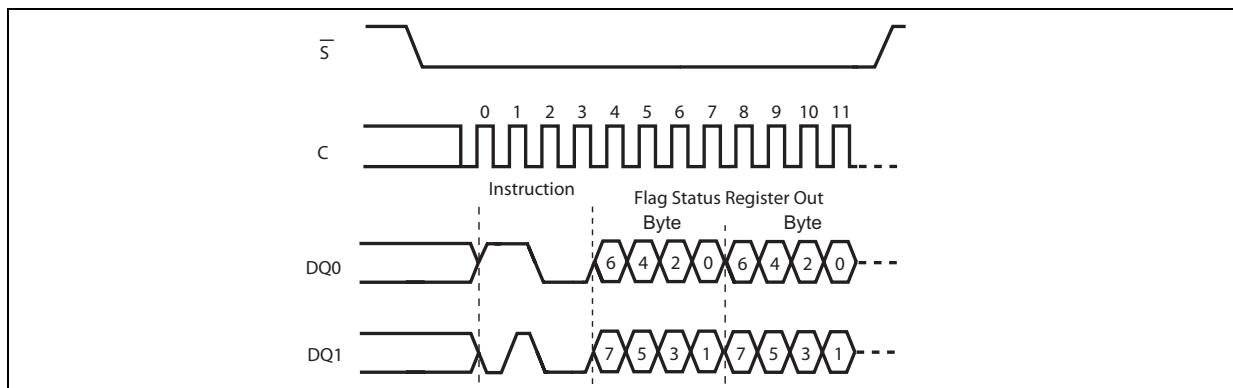 S
0 1 2 3 4 5 6 7 8 9 10 11
C
Instruction
Flag Status Register Out
Byte Byte
DQ0 6 4 2 0 6 4 2 0
DQ1 7 5 3 1 7 5 3 1